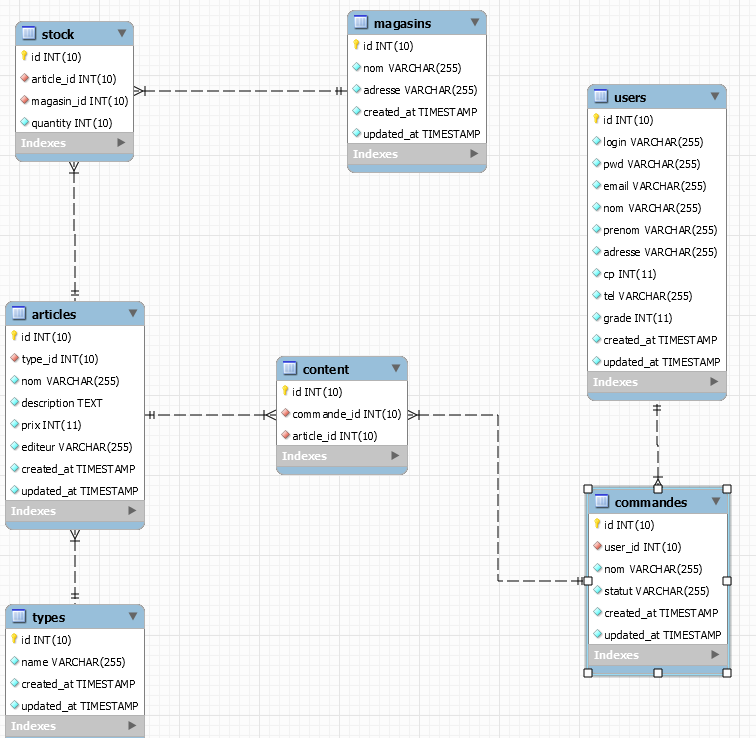 stock
id INT(10)
article_id INT(10)
magasin_id INT(10)
quantity INT(10)
Indexes
magasins
id INT(10)
nom VARCHAR(255)
adresse VARCHAR(255)
created_at TIMESTAMP
updated_at TIMESTAMP
Indexes
users
id INT(10)
login VARCHAR(255)
pwd VARCHAR(255)
email VARCHAR(255)
nom VARCHAR(255)
prenom VARCHAR(255)
adresse VARCHAR(255)
cp INT(11)
tel VARCHAR(255)
grade INT(11)
created_at TIMESTAMP
updated_at TIMESTAMP
Indexes
articles
id INT(10)
type_id INT(10)
nom VARCHAR(255)
description TEXT
prix INT(11)
editeur VARCHAR(255)
created_at TIMESTAMP
updated_at TIMESTAMP
Indexes
content
id INT(10)
commande_id INT(10)
article_id INT(10)
Indexes
commandes
id INT(10)
user_id INT(10)
nom VARCHAR(255)
statut VARCHAR(255)
created_at TIMESTAMP
updated_at TIMESTAMP
Indexes
types
id INT(10)
name VARCHAR(255)
created_at TIMESTAMP
updated_at TIMESTAMP
Indexes